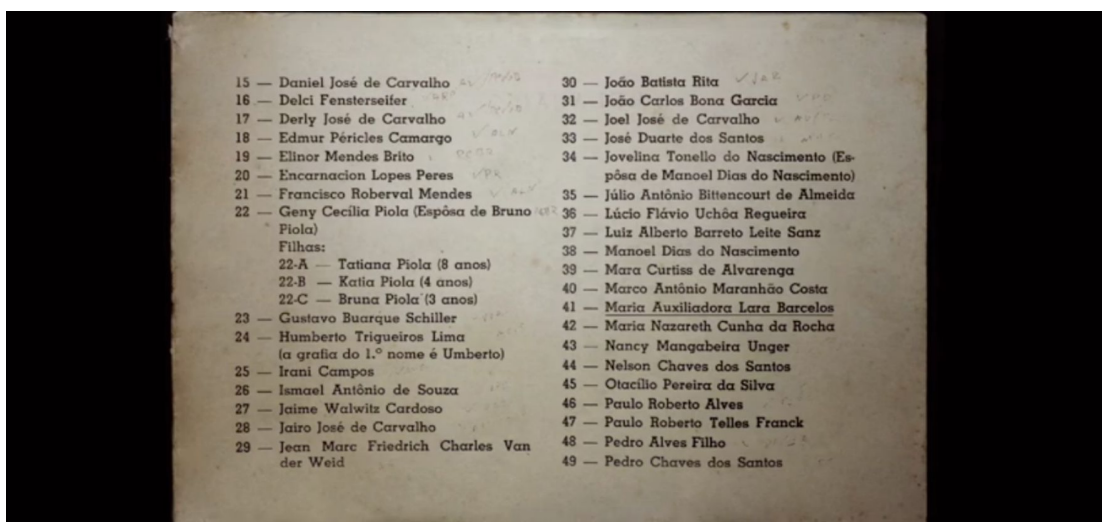 15 — Daniel José de Carvalho
16 — Delci Fensterseifer
17 — Derly José de Carvalho
18 — Edmur Péricles Camargo
19 — Elinor Mendes Brito
20 — Encarnacion Lopes Peres
21 — Francisco Roberval Mendes
22 — Geny Cecília Piola (Espôsa de Bruno
Piola)
Filhas:
22-A — Tatiana Piola (8 anos)
22-B — Katia Piola (4 anos)
22-C — Bruna Piola (3 anos)
23 — Gustavo Buarque Schiller
24 — Humberto Trigueiros Lima
(a grafia do 1.º nome é Umberto)
25 — Irani Campos
26 — Ismael Antônio de Souza
27 — Jaime Walwitz Cardoso
28 — Jairo José de Carvalho
29 — Jean Marc Friedrich Charles Van
der Weid
30 — João Batista Rita
31 — João Carlos Bona Garcia
32 — Joel José de Carvalho
33 — José Duarte dos Santos
34 — Jovelina Tonello do Nascimento (Es-
pôsa de Manoel Dias do Nascimento)
35 — Júlio Antônio Bittencourt de Almeida
36 — Lúcio Flávio Uchôa Regueira
37 — Luiz Alberto Barreto Leite Sanz
38 — Manoel Dias do Nascimento
39 — Mara Curtiss de Alvarenga
40 — Marco Antônio Maranhão Costa
41 — Maria Auxiliadora Lara Barcelos
42 — Maria Nazareth Cunha da Rocha
43 — Nancy Mangabeira Unger
44 — Nelson Chaves dos Santos
45 — Otacílio Pereira da Silva
46 — Paulo Roberto Alves
47 — Paulo Roberto Telles Franck
48 — Pedro Alves Filho
49 — Pedro Chaves dos Santos